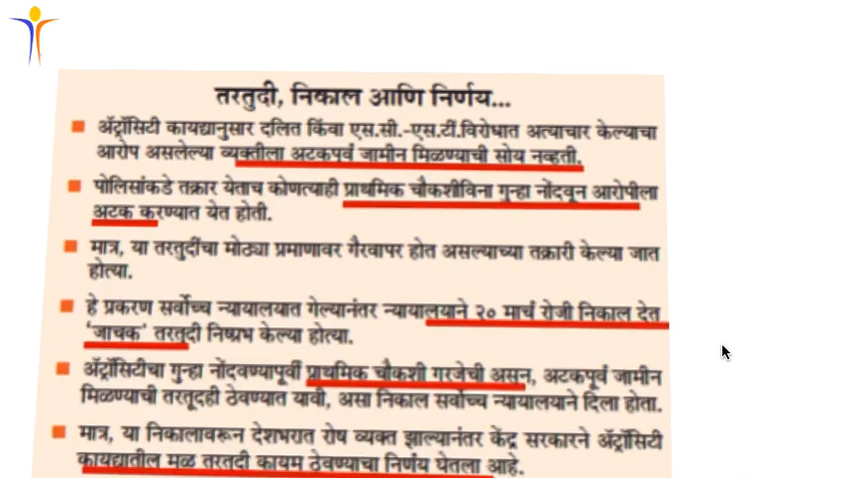 तरतुदी, निकाल आणि निर्णय...
अ‍ॅट्रॉसिटी कायद्यानुसार दलित किंवा एस.सी.-एस.टी.विरोधात अत्याचार केल्याचा
आरोप असलेल्या व्यक्तीला अटकपूर्व जामीन मिळण्याची सोय नव्हती.
पोलिसांकडे तक्रार येताच कोणत्याही प्राथमिक चौकशीविना गुन्हा नोंदवून आरोपीला
अटक करण्यात येत होती.
मात्र, या तरतुदींचा मोठ्या प्रमाणावर गैरवापर होत असल्याच्या तक्रारी केल्या जात
होत्या.
हे प्रकरण सर्वोच्च न्यायालयात गेल्यानंतर न्यायालयाने २० मार्च रोजी निकाल देत
'जाचक' तरतुदी निष्प्रभ केल्या होत्या.
अ‍ॅट्रॉसिटीचा गुन्हा नोंदवण्यापूर्वी प्राथमिक चौकशी गरजेची असून, अटकपूर्व जामीन
मिळण्याची तरतूदही ठेवण्यात यावी, असा निकाल सर्वोच्च न्यायालयाने दिला होता.
मात्र, या निकालावरून देशभरात रोष व्यक्त झाल्यानंतर केंद्र सरकारने अ‍ॅट्रॉसिटी
कायद्यातील मूळ तरतुदी कायम ठेवण्याचा निर्णय घेतला आहे.